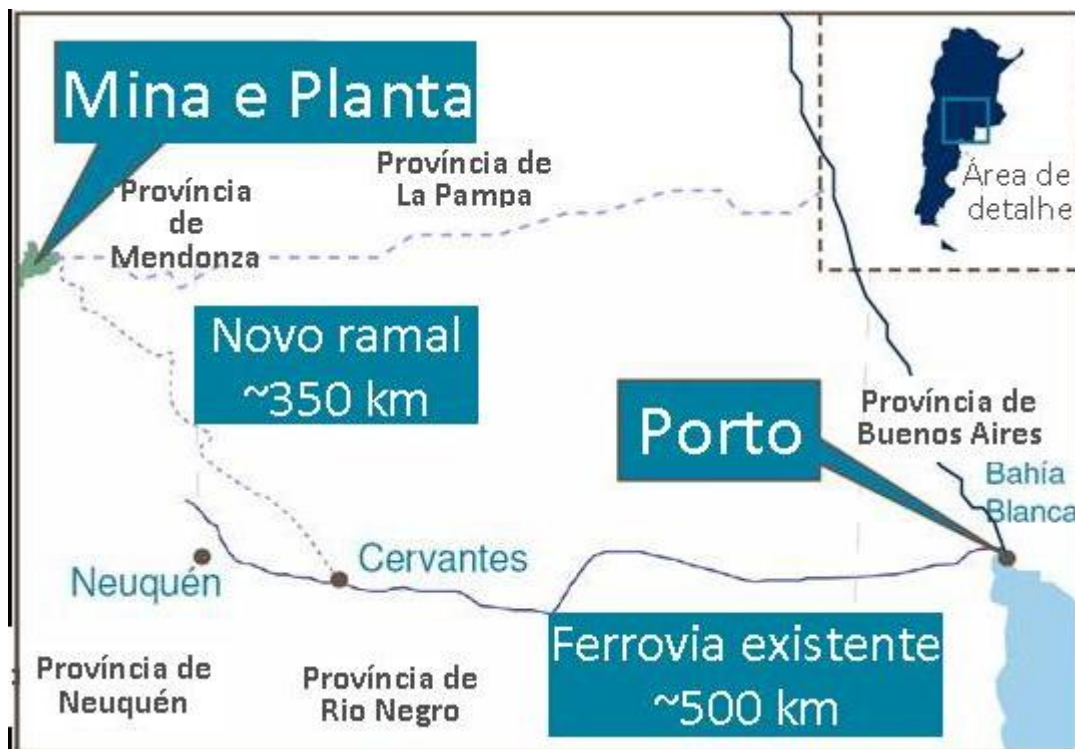 Mina e Planta
Província
de
Mendonza
Província de
La Pampa
Área de
detalhe
Novo ramal
~350 km
Porto
Província de
Buenos Aires
Bahía
Blanca
Neuquén
Cervantes
Ferrovia existente
~500 km
Província de
Neuquén
Província de
Rio Negro